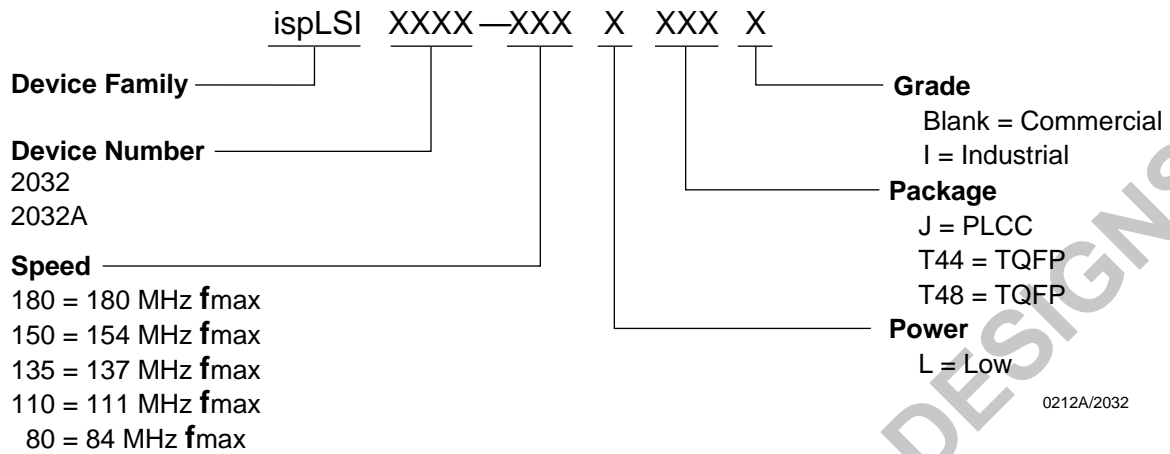 ispLSI XXXX—XXX X XXX X
Device Family
Device Number
2032
2032A
Speed
180 = 180 MHz fmax
150 = 154 MHz fmax
135 = 137 MHz fmax
110 = 111 MHz fmax
80 = 84 MHz fmax
Grade
Blank = Commercial
I = Industrial
Package
J = PLCC
T44 = TQFP
T48 = TQFP
Power
L = Low
0212A/2032
DESIGNS